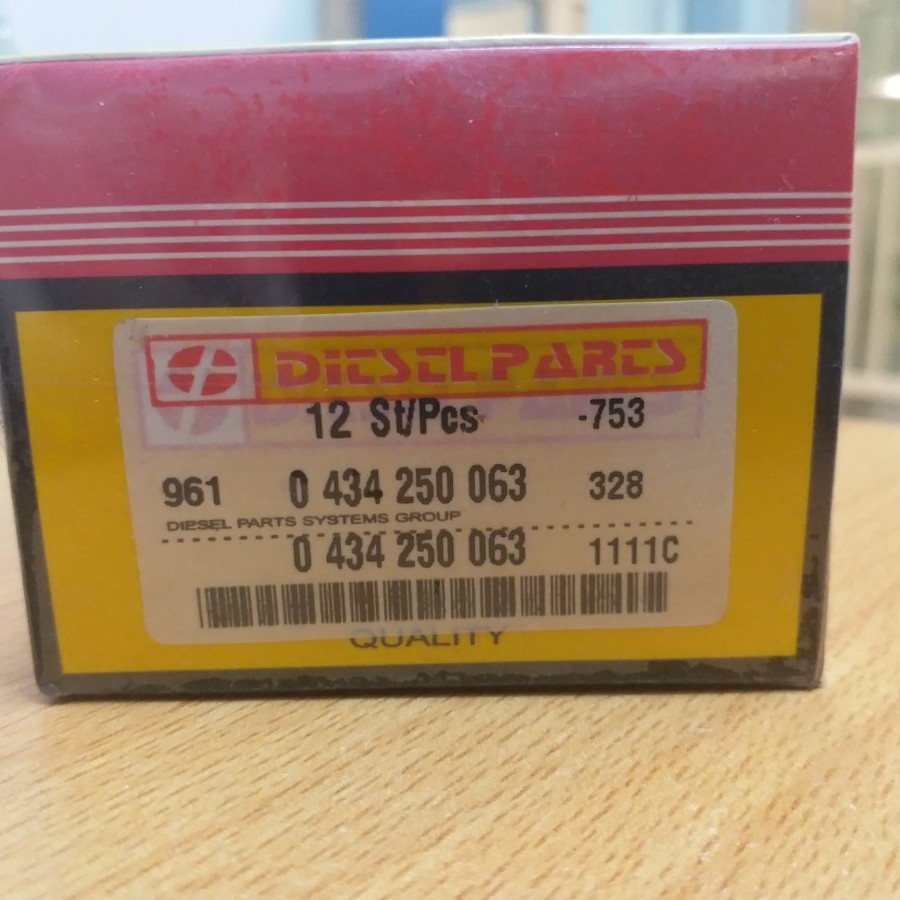 DIESEL PARTS
12 St/Pcs -753
961 0 434 250 063 328
DIESEL PARTS SYSTEMS GROUP
0 434 250 063 1111C
QUALITY